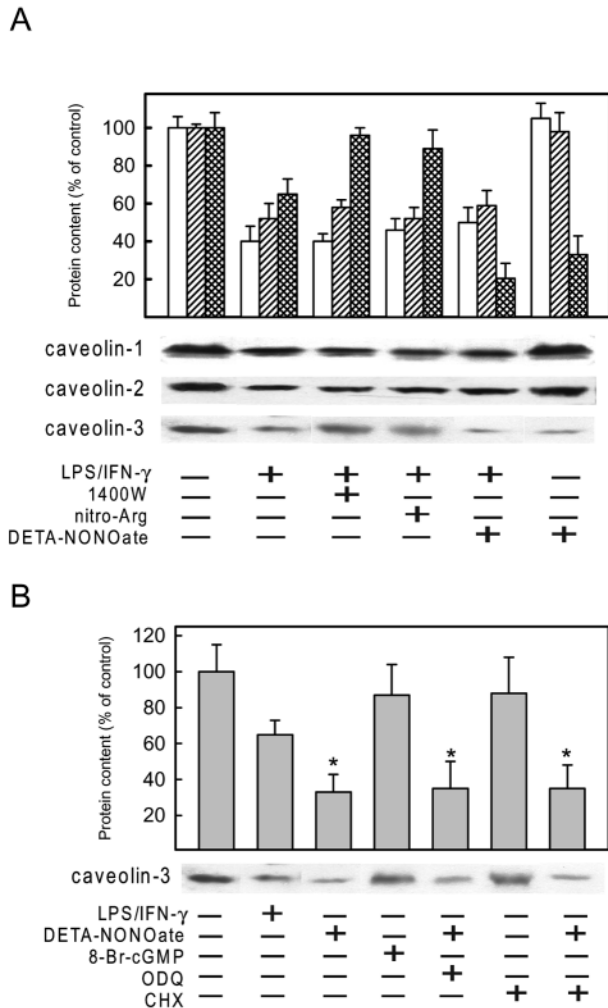 A
Protein content (% of control)
100
80
60
40
20
caveolin-1
caveolin-2
caveolin-3
LPS/IFN-γ — + + + + —
1400W — — + — — —
nitro-Arg — — — + — —
DETA-NONOate — — — — + +
B
Protein content (% of control)
120
100
80
60
40
20
* * *
caveolin-3
LPS/IFN-γ — + — — — — —
DETA-NONOate — — + — + — +
8-Br-cGMP — — — + — — —
ODQ — — — — + — —
CHX — — — — — + +